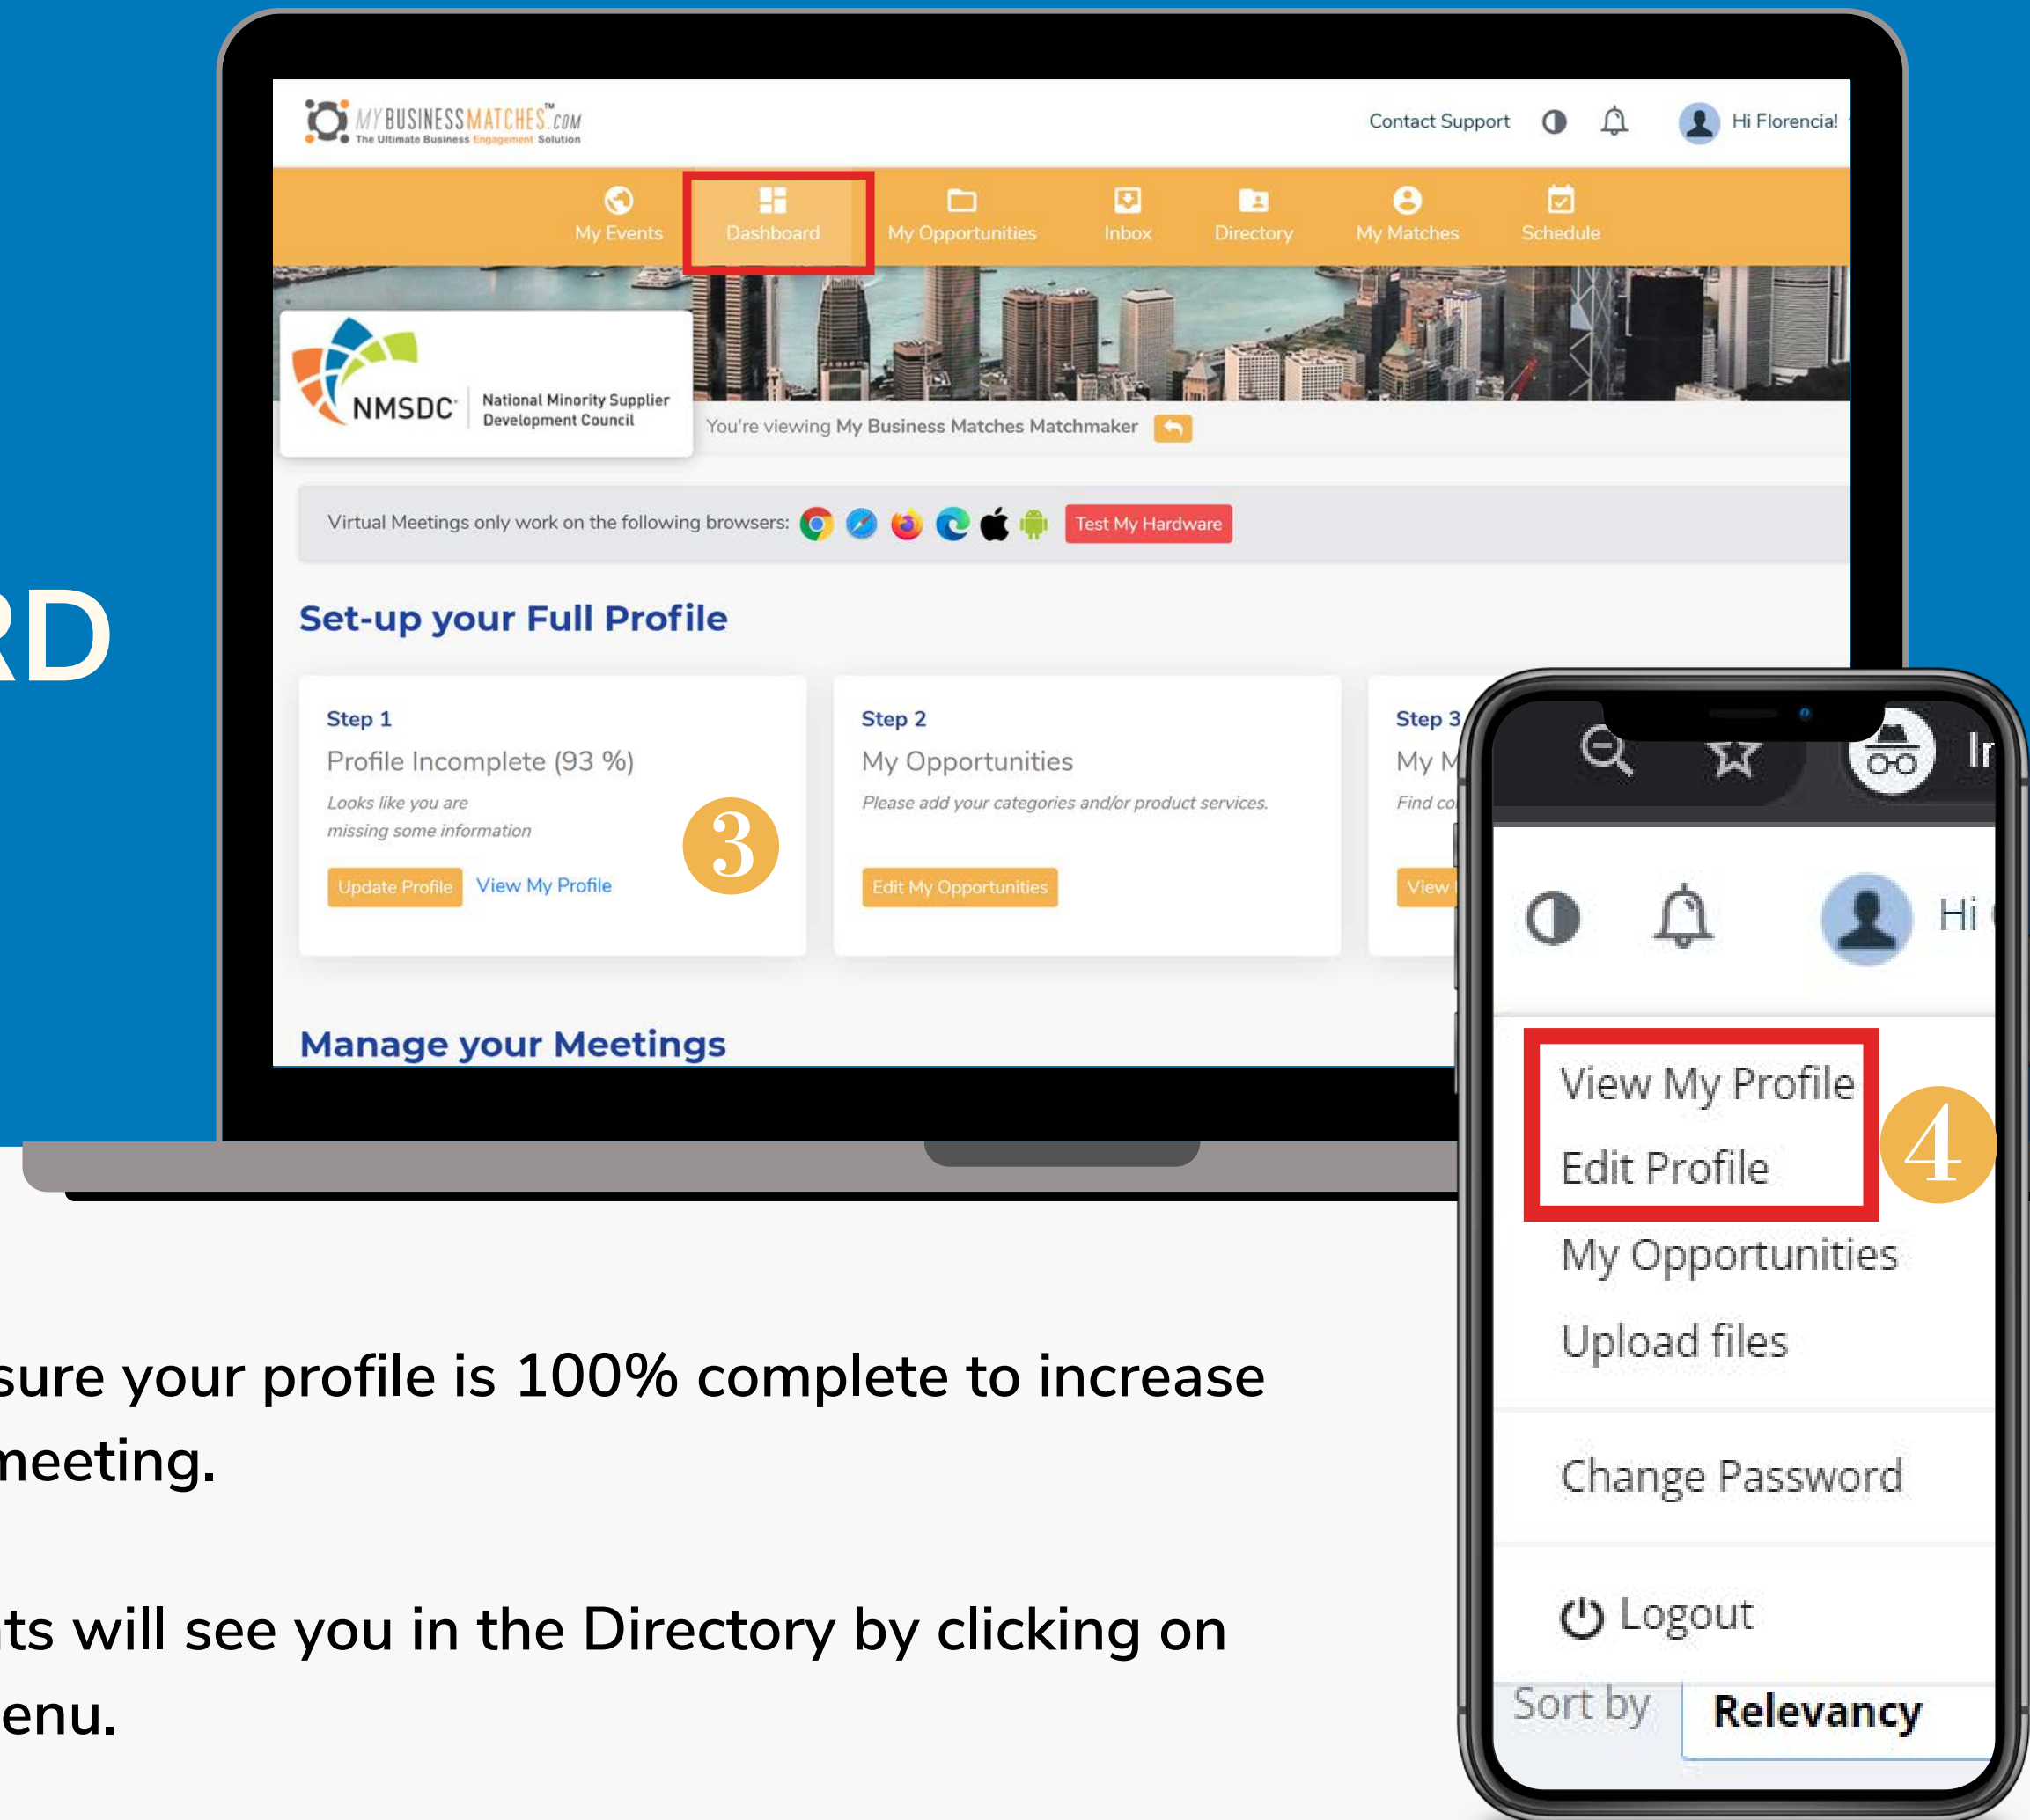 MYBUSINESSMATCHES.COM™
The Ultimate Business Engagement Solution
Contact Support
Hi Florencia!
My Events
Dashboard
My Opportunities
Inbox
Directory
My Matches
Schedule
NMSDC
National Minority Supplier
Development Council
You're viewing My Business Matches Matchmaker
Virtual Meetings only work on the following browsers:
Test My Hardware
RD
Set-up your Full Profile
Step 1
Profile Incomplete (93 %)
Looks like you are
missing some information
Update Profile View My Profile
3
Step 2
My Opportunities
Please add your categories and/or product services.
Edit My Opportunities
Step 3
My M
Find
View
Manage your Meetings
Hi
View My Profile
Edit Profile
4
My Opportunities
Upload files
Change Password
Logout
Sort by
Relevancy
sure your profile is 100% complete to increase
meeting.
ts will see you in the Directory by clicking on
enu.